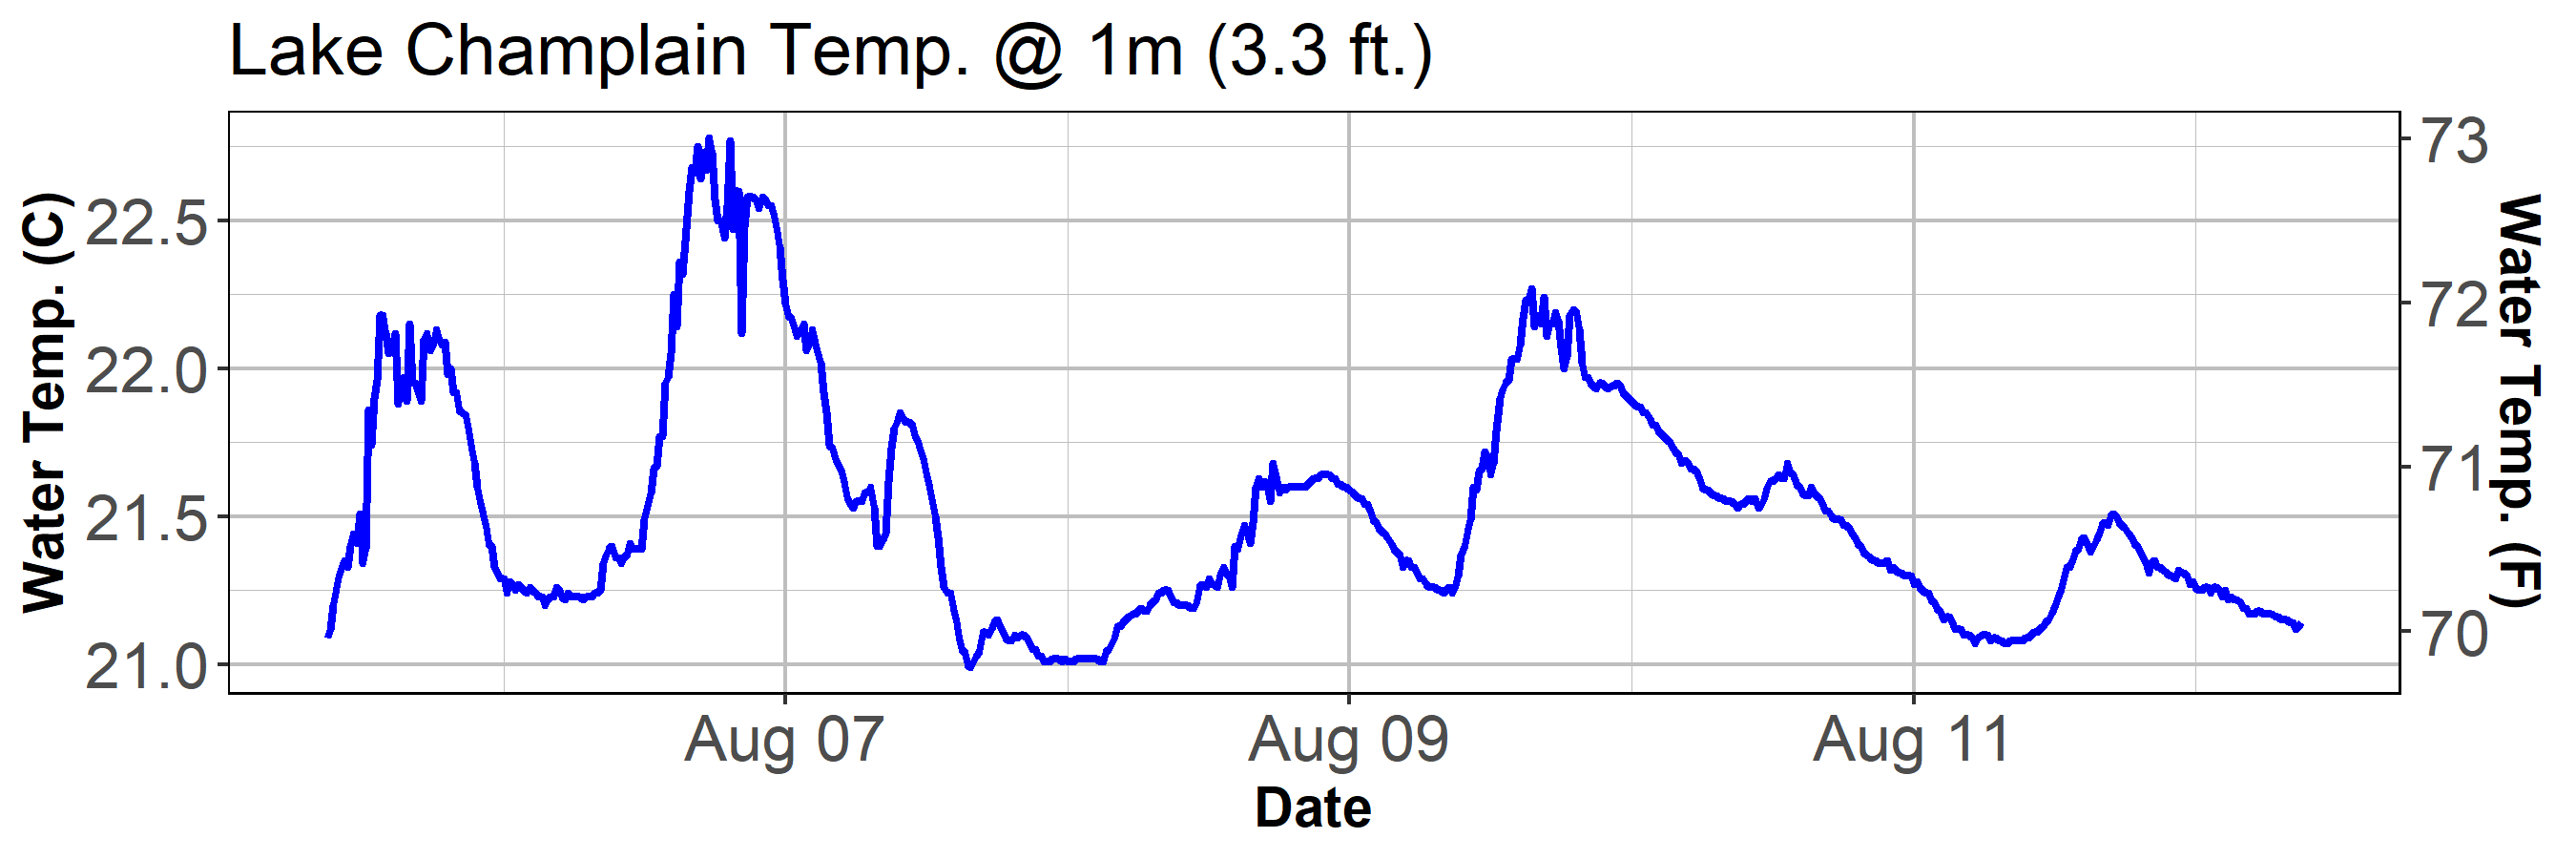 Lake Champlain Temp. @ 1m (3.3 ft.)
Water Temp. (C)
22.5
22.0
21.5
21.0
73
72
71
70
Water Temp. (F)
Aug 07
Aug 09
Aug 11
Date